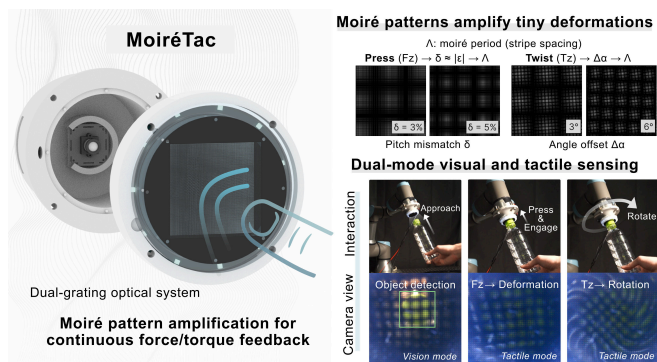 MoiréTac
Dual-grating optical system
Moiré pattern amplification for
continuous force/torque feedback
Moiré patterns amplify tiny deformations
Λ: moiré period (stripe spacing)
Press (Fz) → δ ≈ |ε| → Λ
Twist (Tz) → Δα → Λ
δ = 3%
δ = 5%
3°
6°
Pitch mismatch δ
Angle offset Δα
Dual-mode visual and tactile sensing
Interaction
Approach
Press
&
Engage
Rotate
Camera view
Object detection
Fz→ Deformation
Tz→ Rotation
Vision mode
Tactile mode
Tactile mode